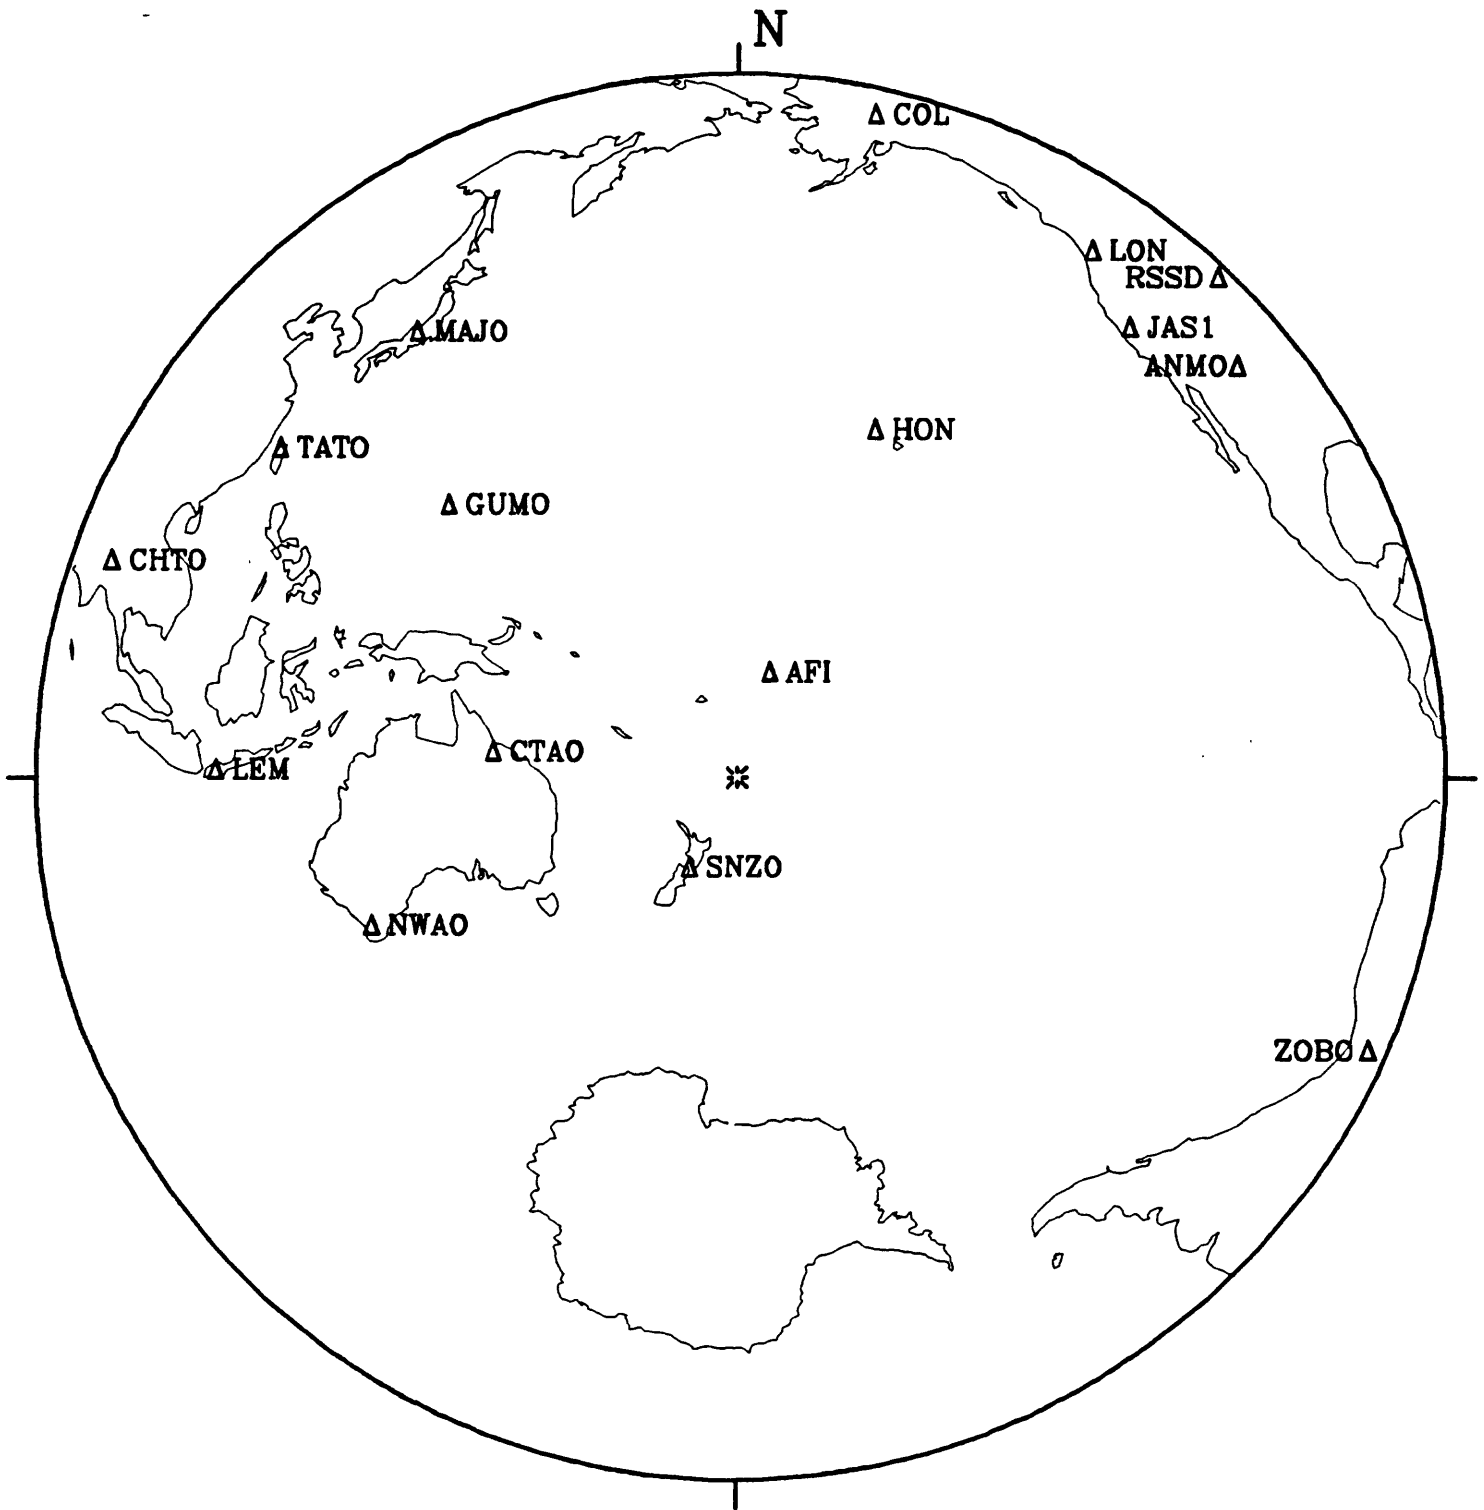 N
COL
LON
RSSD
JAS1
MAJO
ANMO
HON
TATO
GUMO
CHTO
AFI
CTAO
LEM
SNZO
NWAO
ZOBO